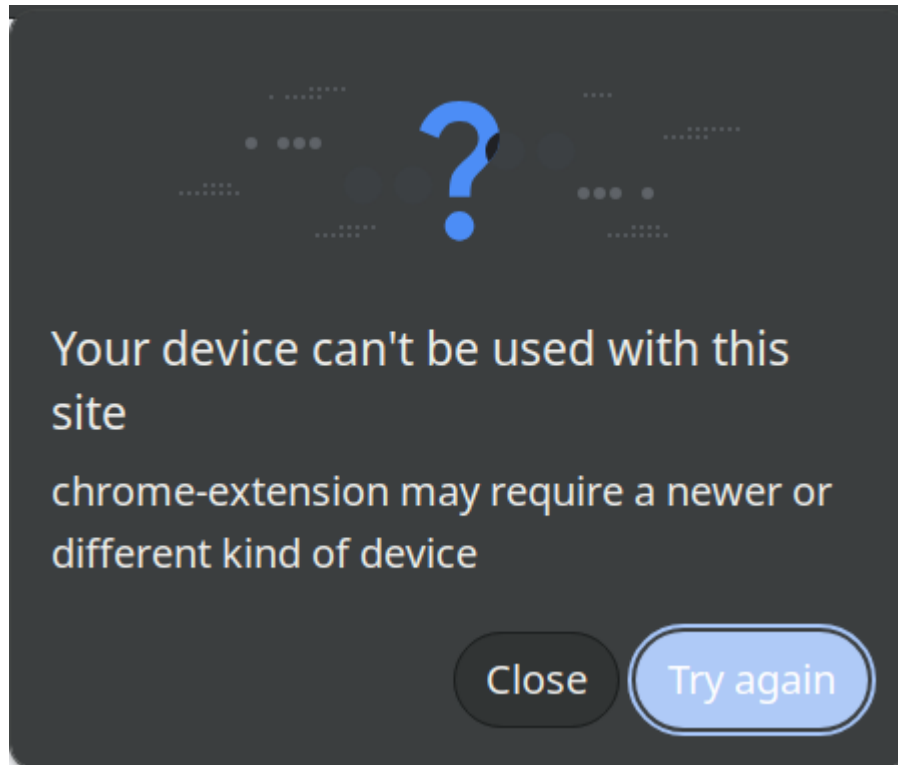 Your device can't be used with this
site
chrome-extension may require a newer or
different kind of device
Close
Try again